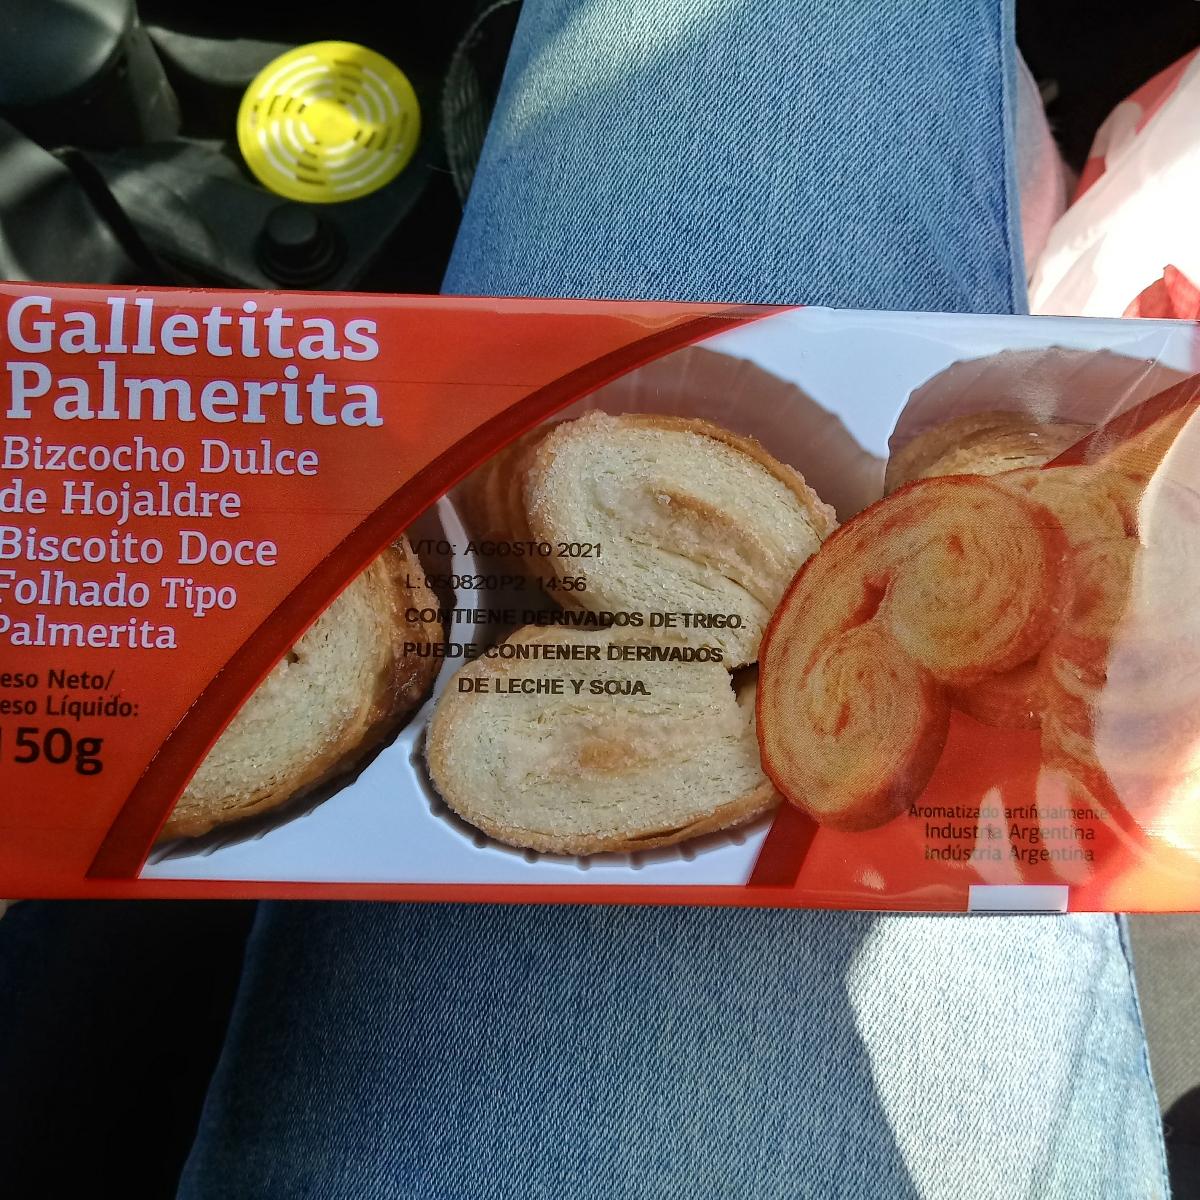 Galletitas
Palmerita
Bizcocho Dulce
de Hojaldre
Biscoito Doce
Folhado Tipo
Palmerita
eso Neto/
eso Líquido:
150g
VTO: AGOSTO 2021
L: 050820P2 14:56
CONTIENE DERIVADOS DE TRIGO.
PUEDE CONTENER DERIVADOS
DE LECHE Y SOJA.
Aromatizado artificialmente
Industria Argentina
Indústria Argentina